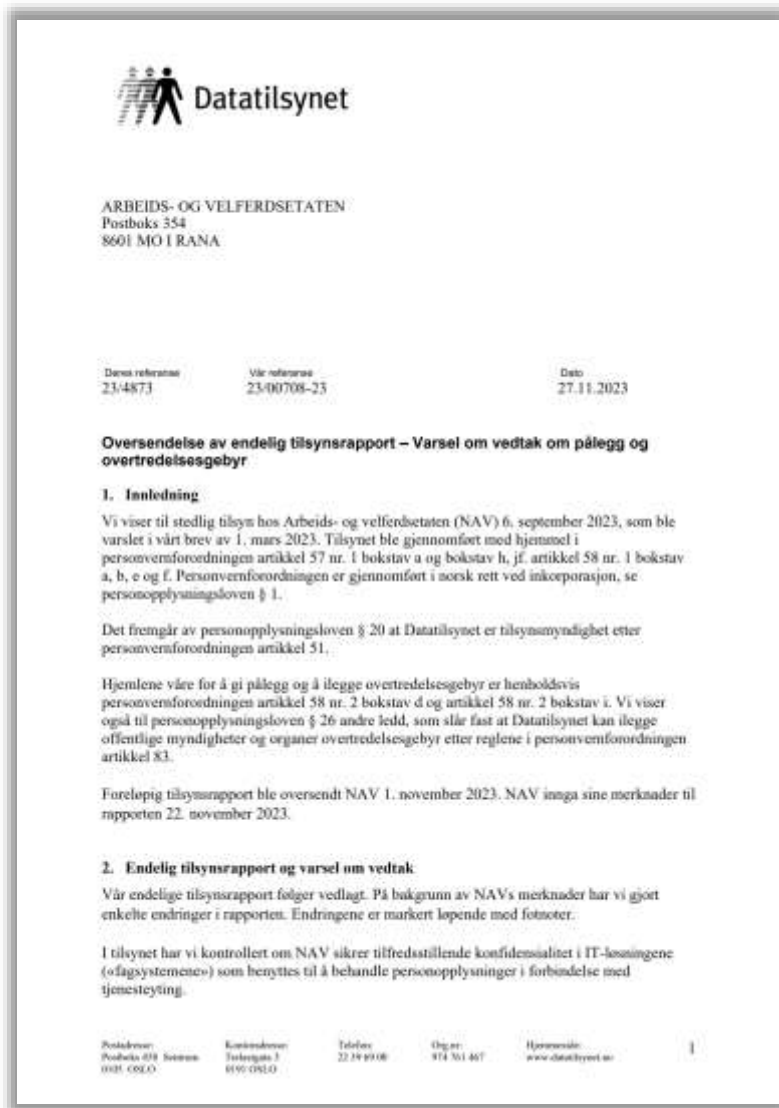 Datatilsynet
ARBEIDS- OG VELFERDSETATEN
Postboks 354
8601 MO I RANA
Deres referanse Vår referanse Dato
23/4873 23/00708-23 27.11.2023
Oversendelse av endelig tilsynsrapport – Varsel om vedtak om pålegg og
overtredelsesgebyr
1. Innledning
Vi viser til stedlig tilsyn hos Arbeids- og velferdsetaten (NAV) 6. september 2023, som ble
varslet i vårt brev av 1. mars 2023. Tilsynet ble gjennomført med hjemmel i
personvernforordningen artikkel 57 nr. 1 bokstav a og bokstav h, jf. artikkel 58 nr. 1 bokstav
a, b, e og f. Personvernforordningen er gjennomført i norsk rett ved inkorporasjon, se
personopplysningsloven § 1.
Det fremgår av personopplysningsloven § 20 at Datatilsynet er tilsynsmyndighet etter
personvernforordningen artikkel 51.
Hjemlene våre for å gi pålegg og å ilegge overtredelsesgebyr er henholdsvis
personvernforordningen artikkel 58 nr. 2 bokstav d og artikkel 58 nr. 2 bokstav i. Vi viser
også til personopplysningsloven § 26 andre ledd, som slår fast at Datatilsynet kan ilegge
offentlige myndigheter og organer overtredelsesgebyr etter reglene i personvernforordningen
artikkel 83.
Foreløpig tilsynsrapport ble oversendt NAV 1. november 2023. NAV innga sine merknader til
rapporten 22. november 2023.
2. Endelig tilsynsrapport og varsel om vedtak
Vår endelige tilsynsrapport følger vedlagt. På bakgrunn av NAVs merknader har vi gjort
enkelte endringer i rapporten. Endringene er markert løpende med fotnoter.
I tilsynet har vi kontrollert om NAV sikrer tilfredsstillende konfidensialitet i IT-løsningene
(«fagsystemene») som benyttes til å behandle personopplysninger i forbindelse med
tjenesteyting.
Postadresse: Kontoradresse: Telefon: Org.nr: Hjemmeside: 1
Postboks 458 Sentrum 22 39 69 00 974 761 467 www.datatilsynet.no
0105 OSLO 0191 OSLO